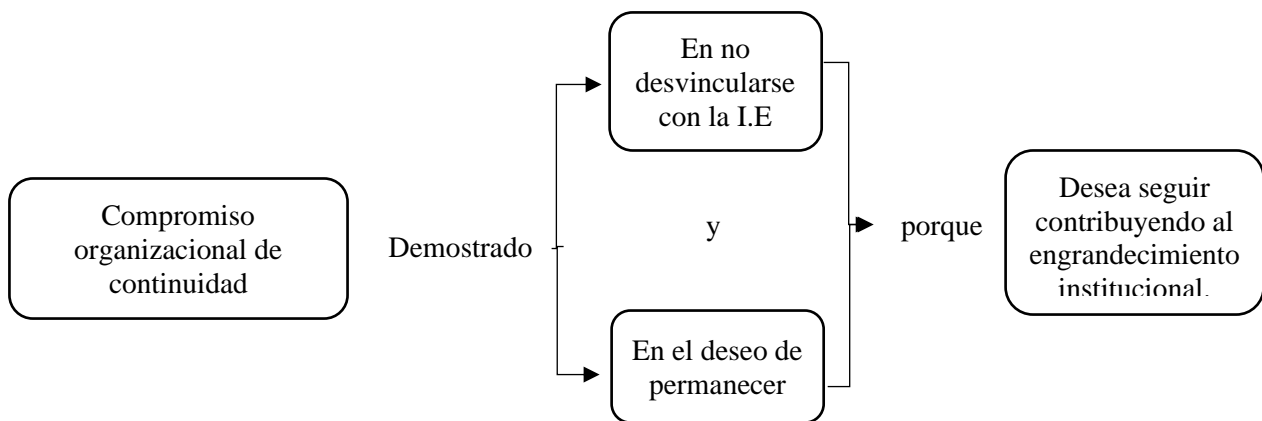 Compromiso
organizacional de
continuidad
Demostrado
En no
desvincularse
con la I.E
y
En el deseo de
permanecer
porque
Desea seguir
contribuyendo al
engrandecimiento
institucional.